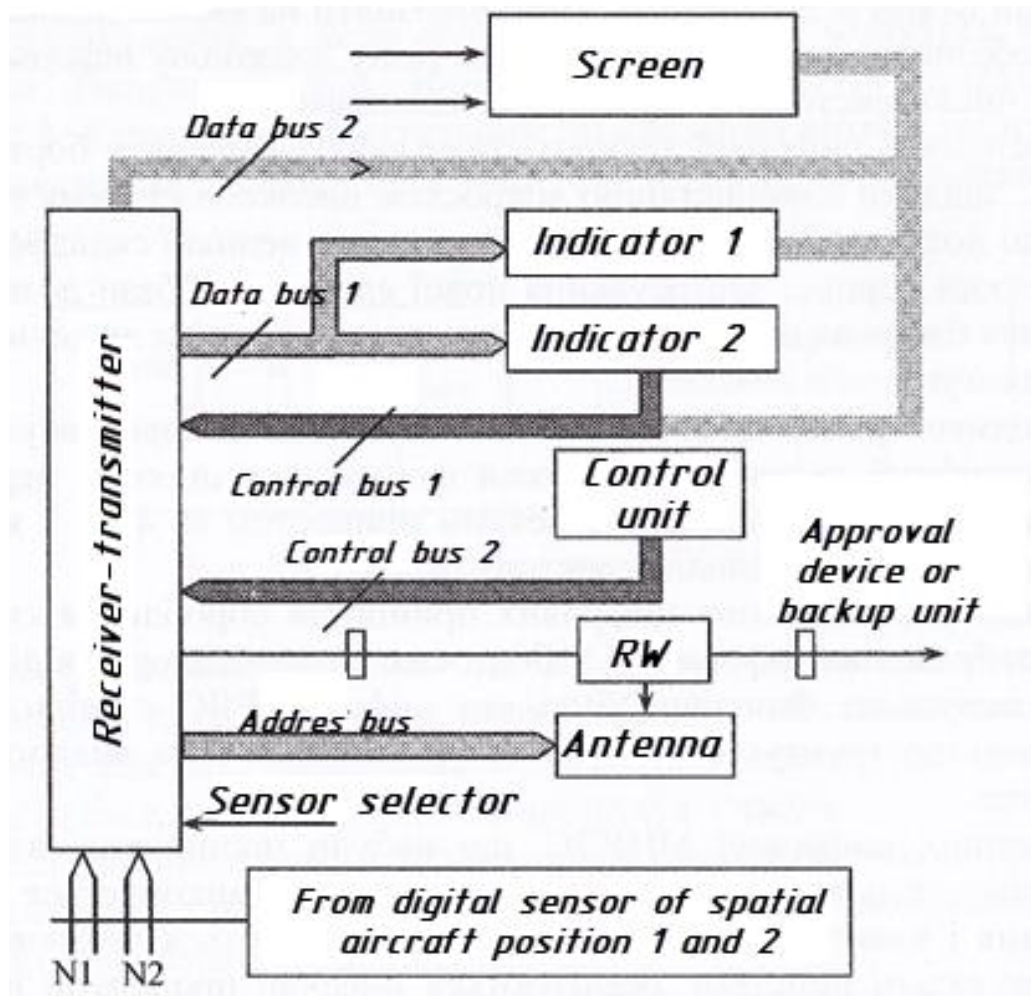 Screen
Data bus 2
Indicator 1
Data bus 1
Indicator 2
Receiver-transmitter
Control bus 1
Control
unit
Control bus 2
Approval
device or
backup unit
RW
Addres bus
Antenna
Sensor selector
From digital sensor of spatial
aircraft position 1 and 2
N1 N2